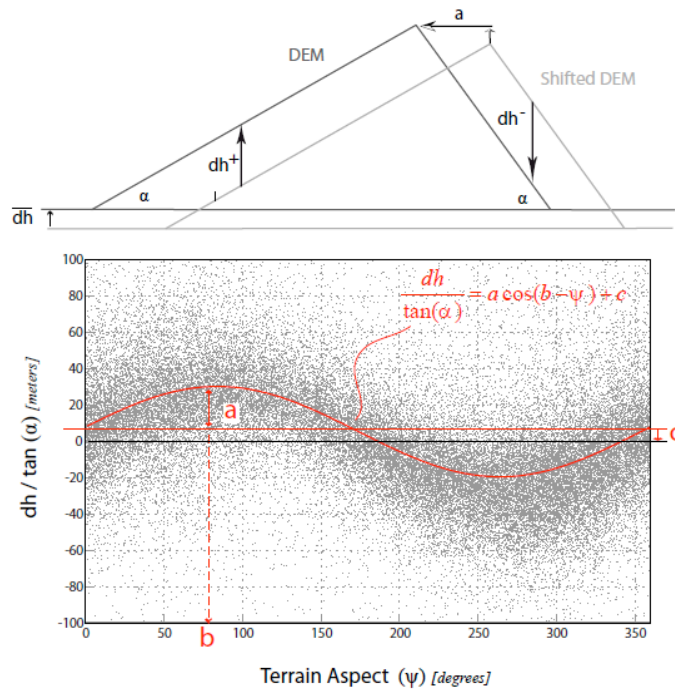 a
DEM
Shifted DEM
dh⁺
dh⁻
α
α
dh
100
80
60
40
20
0
-20
-40
-60
-80
-100
dh / tan (α) [meters]
dh/tan(α) = a cos(b − ψ) + c
a
c
b
0 50 100 150 200 250 300 350
Terrain Aspect (ψ) [degrees]